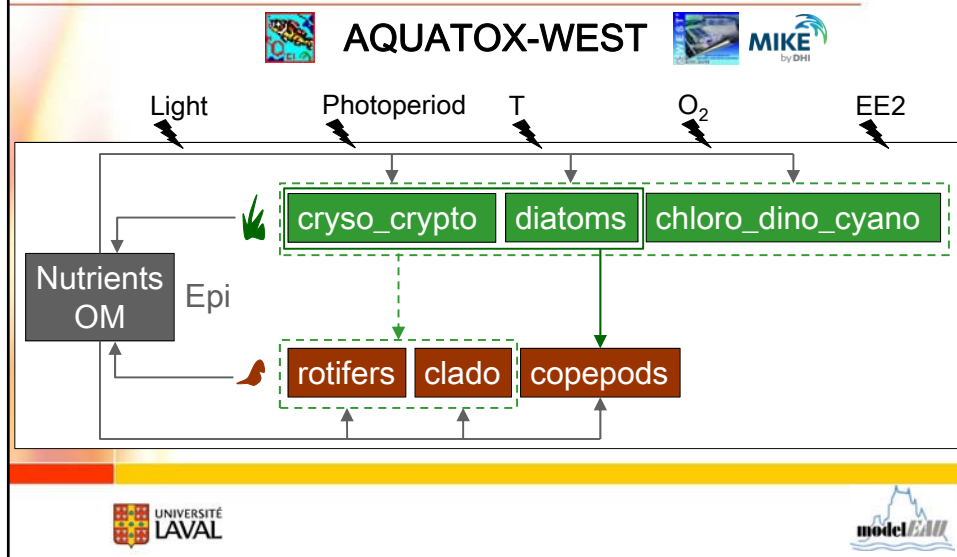 AQUATOX-WEST
WEST
MIKE
by DHI
Light Photoperiod T O₂ EE2
cryso_crypto diatoms chloro_dino_cyano
Nutrients
OM
Epi
rotifers clado copepods
UNIVERSITÉ
LAVAL
modelEAU